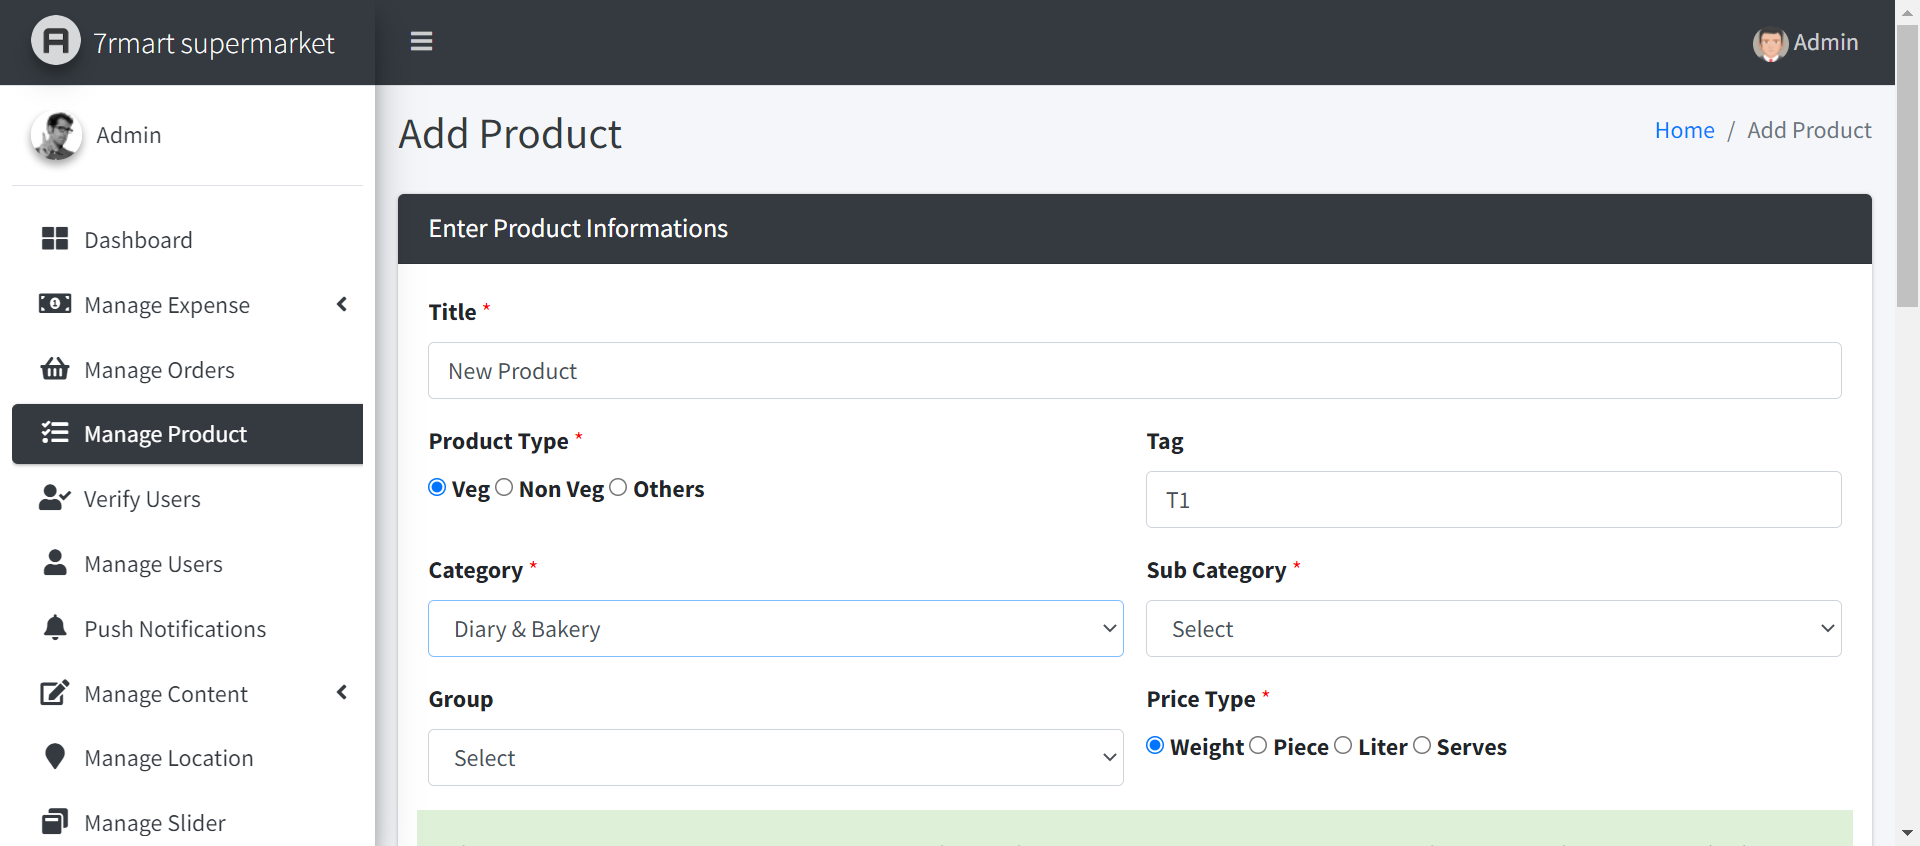 7rmart supermarket
Admin
Admin
Dashboard
Manage Expense
Manage Orders
Manage Product
Verify Users
Manage Users
Push Notifications
Manage Content
Manage Location
Manage Slider
Add Product
Home / Add Product
Enter Product Informations
Title *
New Product
Product Type *
Veg Non Veg Others
Tag
T1
Category *
Diary & Bakery
Sub Category *
Select
Group
Select
Price Type *
Weight Piece Liter Serves